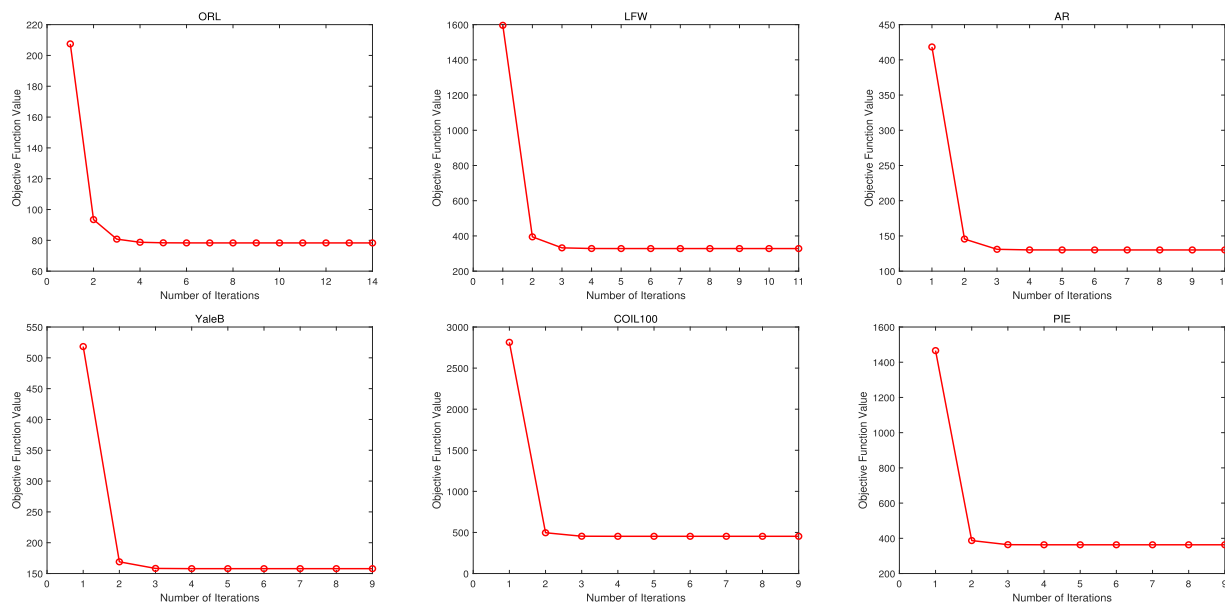 ORL
220
200
180
160
140
120
100
80
60
Objective Function Value
0 2 4 6 8 10 12 14
Number of Iterations
LFW
1600
1400
1200
1000
800
600
400
200
Objective Function Value
0 1 2 3 4 5 6 7 8 9 10 11
Number of Iterations
AR
450
400
350
300
250
200
150
100
Objective Function Value
0 1 2 3 4 5 6 7 8 9
Number of Iterations
YaleB
550
500
450
400
350
300
250
200
150
Objective Function Value
0 1 2 3 4 5 6 7 8 9
Number of Iterations
COIL100
3000
2500
2000
1500
1000
500
0
Objective Function Value
0 1 2 3 4 5 6 7 8 9
Number of Iterations
PIE
1600
1400
1200
1000
800
600
400
200
Objective Function Value
0 1 2 3 4 5 6 7 8 9
Number of Iterations